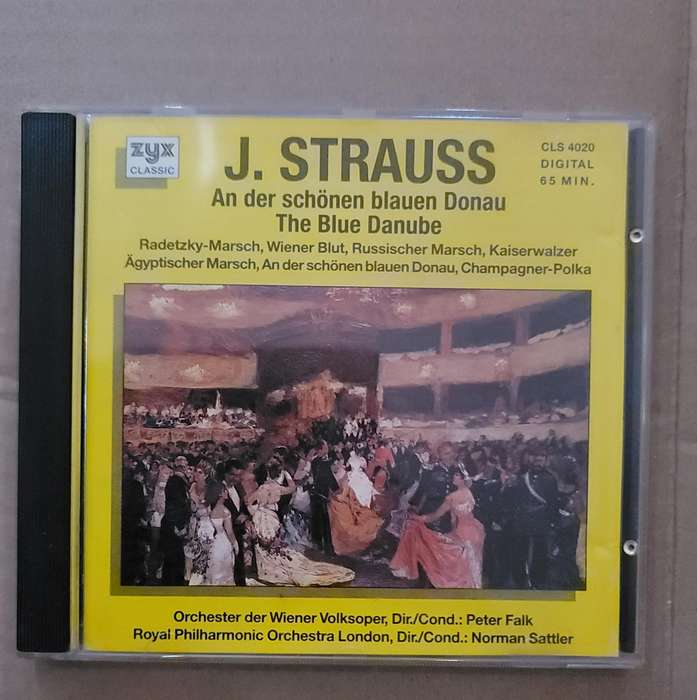 zyx
CLASSIC
J. STRAUSS
CLS 4020
DIGITAL
65 MIN.
An der schönen blauen Donau
The Blue Danube
Radetzky-Marsch, Wiener Blut, Russischer Marsch, Kaiserwalzer
Ägyptischer Marsch, An der schönen blauen Donau, Champagner-Polka
Orchester der Wiener Volksoper, Dir./Cond.: Peter Falk
Royal Philharmonic Orchestra London, Dir./Cond.: Norman Sattler